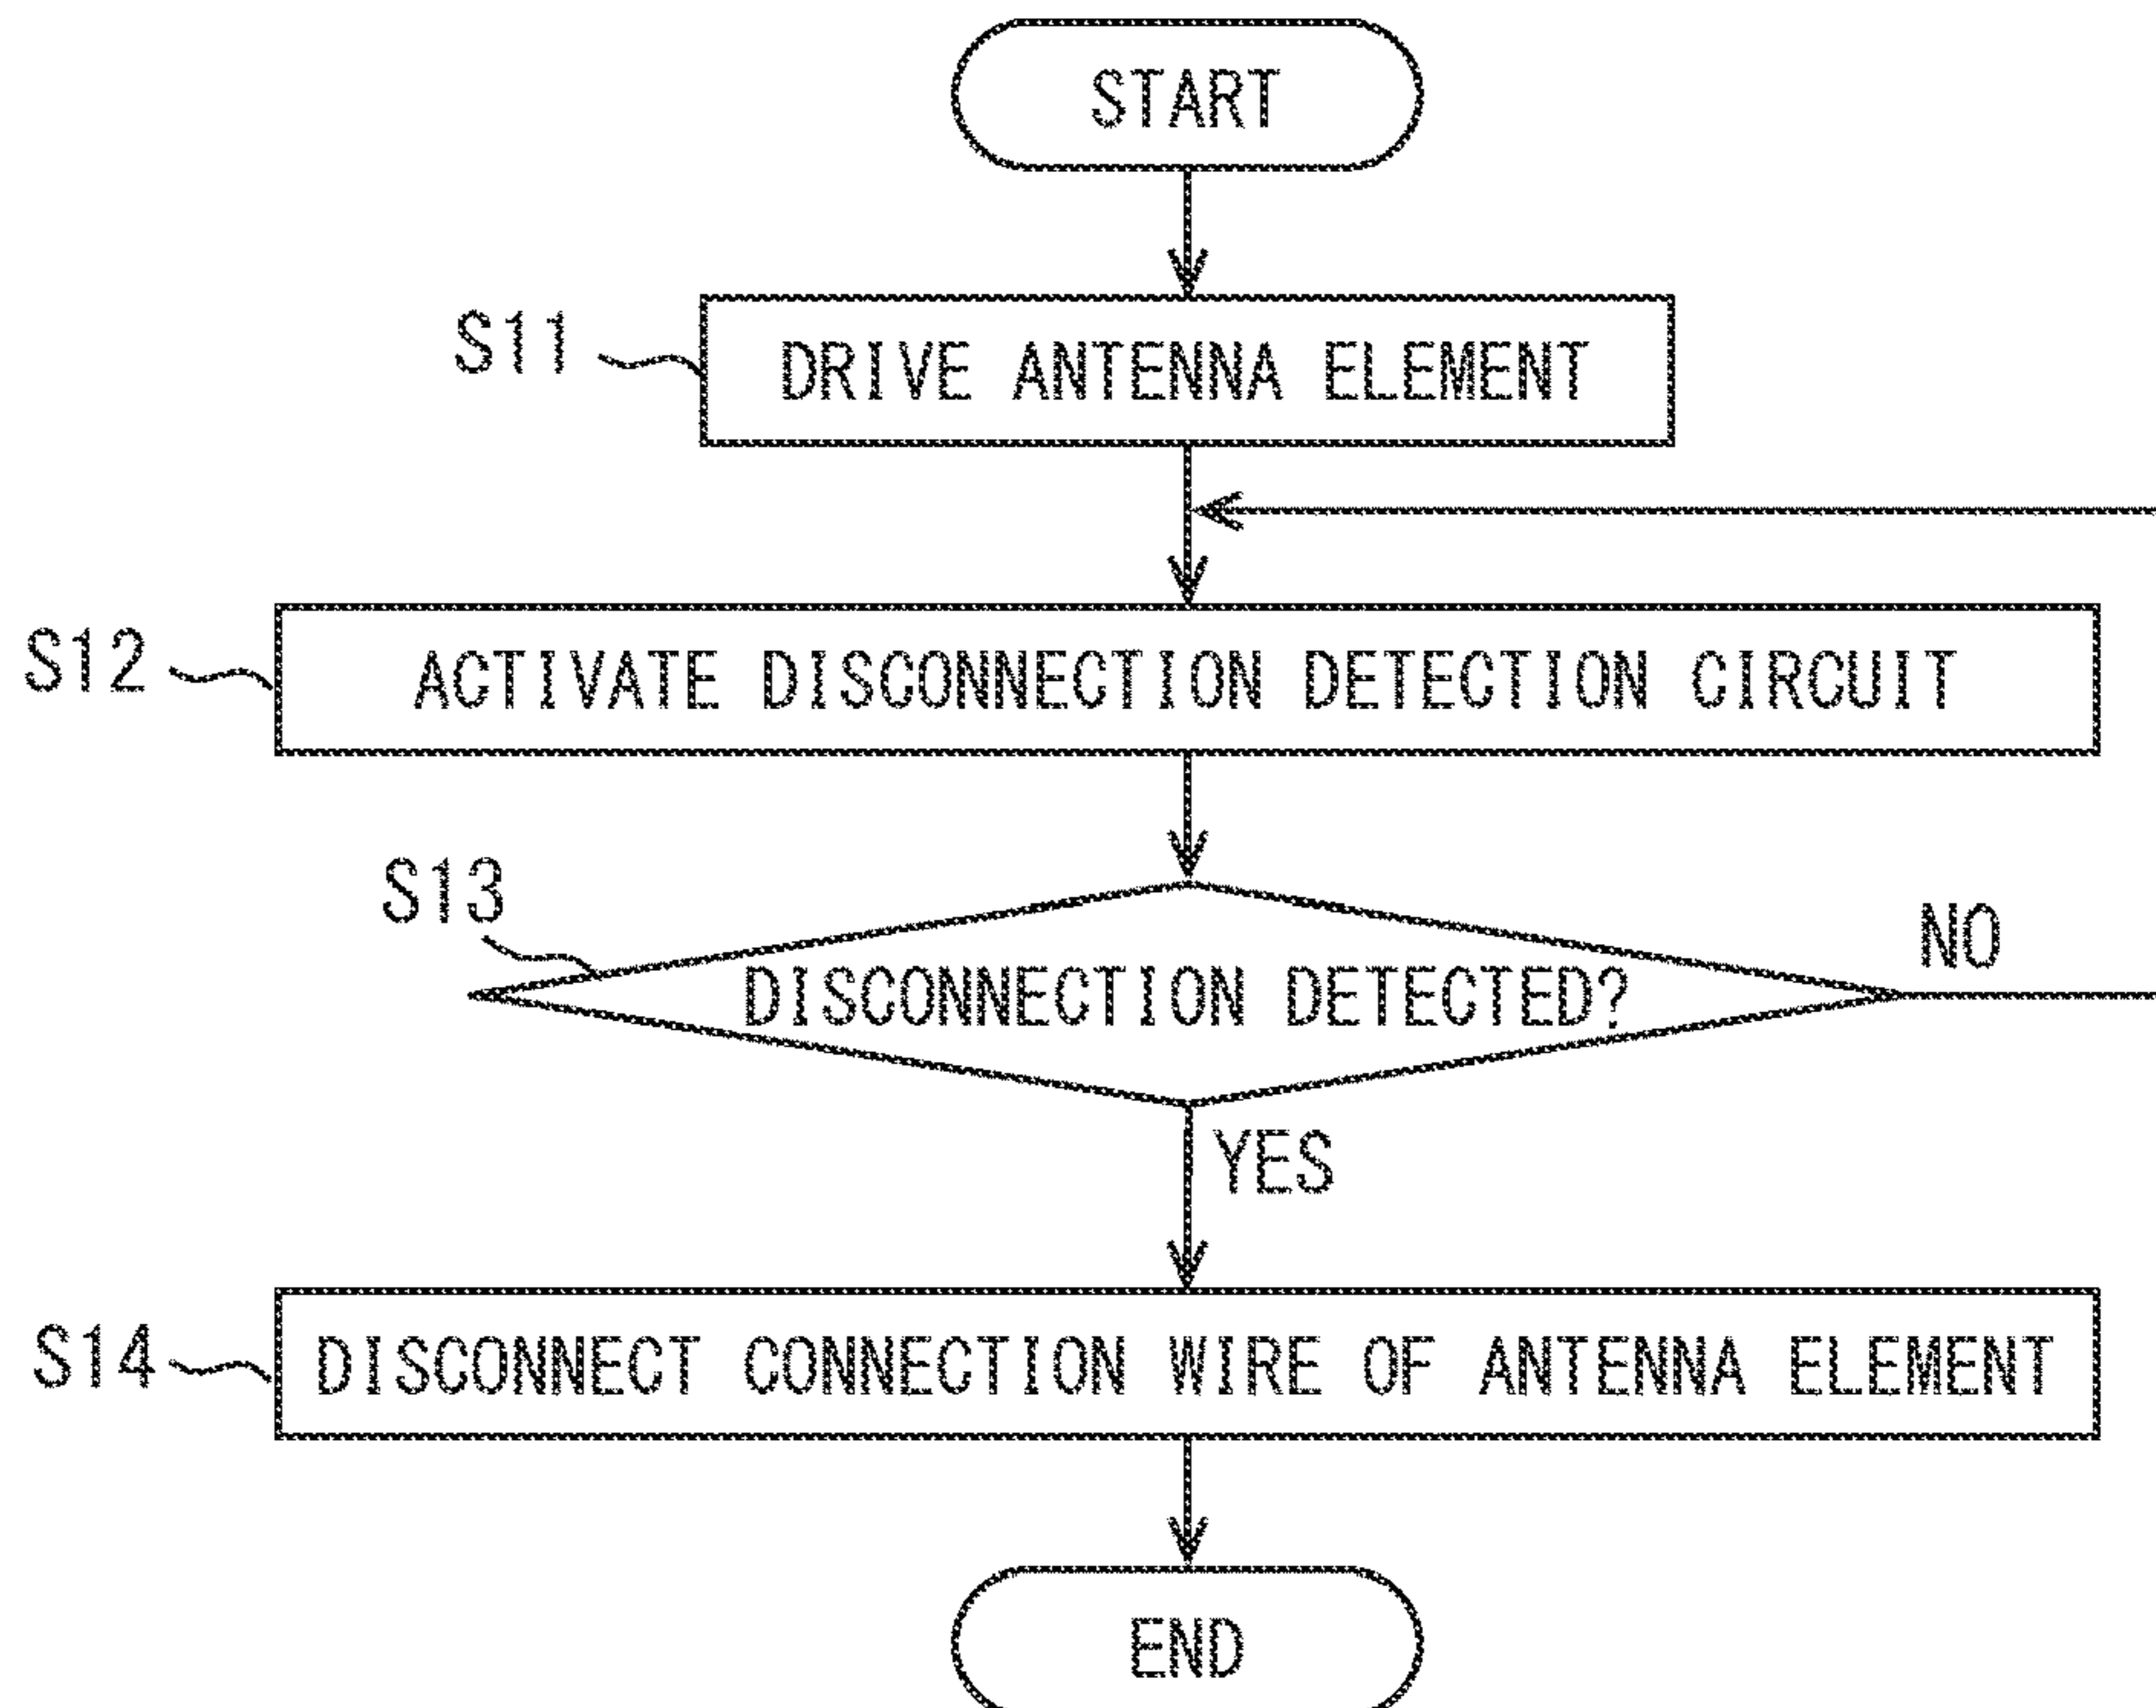 START
S11
DRIVE ANTENNA ELEMENT
S12
ACTIVATE DISCONNECTION DETECTION CIRCUIT
S13
DISCONNECTION DETECTED?
NO
YES
S14
DISCONNECT CONNECTION WIRE OF ANTENNA ELEMENT
END